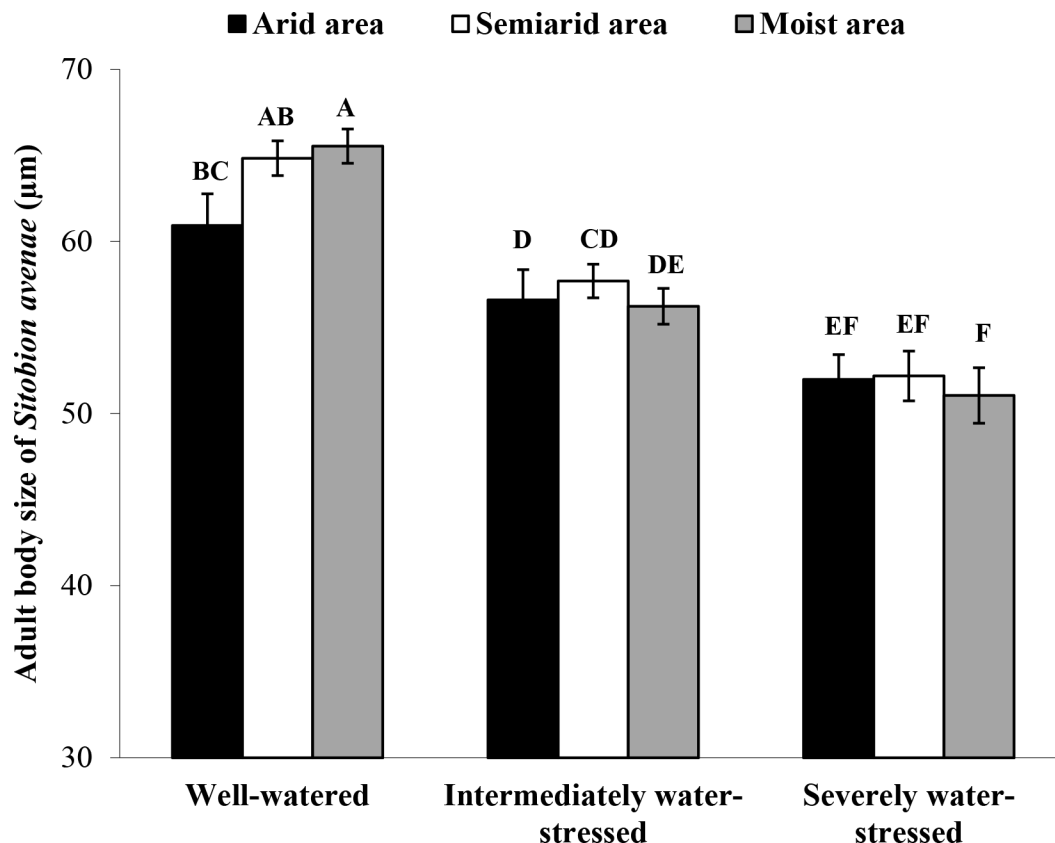 Arid area Semiarid area Moist area
Adult body size of Sitobion avenae (μm)
70
60
50
40
30
BC AB A
D CD DE
EF EF F
Well-watered
Intermediately water-
stressed
Severely water-
stressed